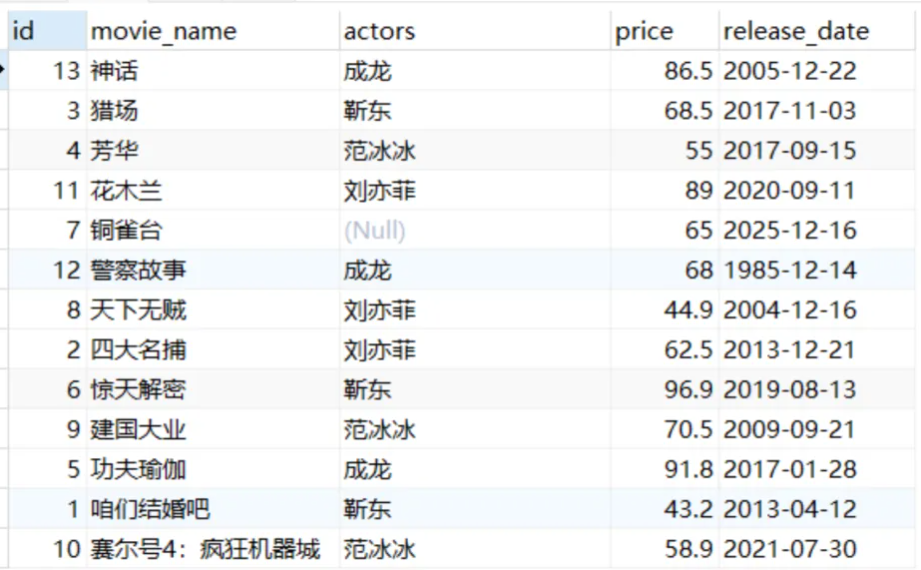 id movie_name actors price release_date
13 神话 成龙 86.5 2005-12-22
3 猎场 靳东 68.5 2017-11-03
4 芳华 范冰冰 55 2017-09-15
11 花木兰 刘亦菲 89 2020-09-11
7 铜雀台 (Null) 65 2025-12-16
12 警察故事 成龙 68 1985-12-14
8 天下无贼 刘亦菲 44.9 2004-12-16
2 四大名捕 刘亦菲 62.5 2013-12-21
6 惊天解密 靳东 96.9 2019-08-13
9 建国大业 范冰冰 70.5 2009-09-21
5 功夫瑜伽 成龙 91.8 2017-01-28
1 咱们结婚吧 靳东 43.2 2013-04-12
10 赛尔号4：疯狂机器城 范冰冰 58.9 2021-07-30